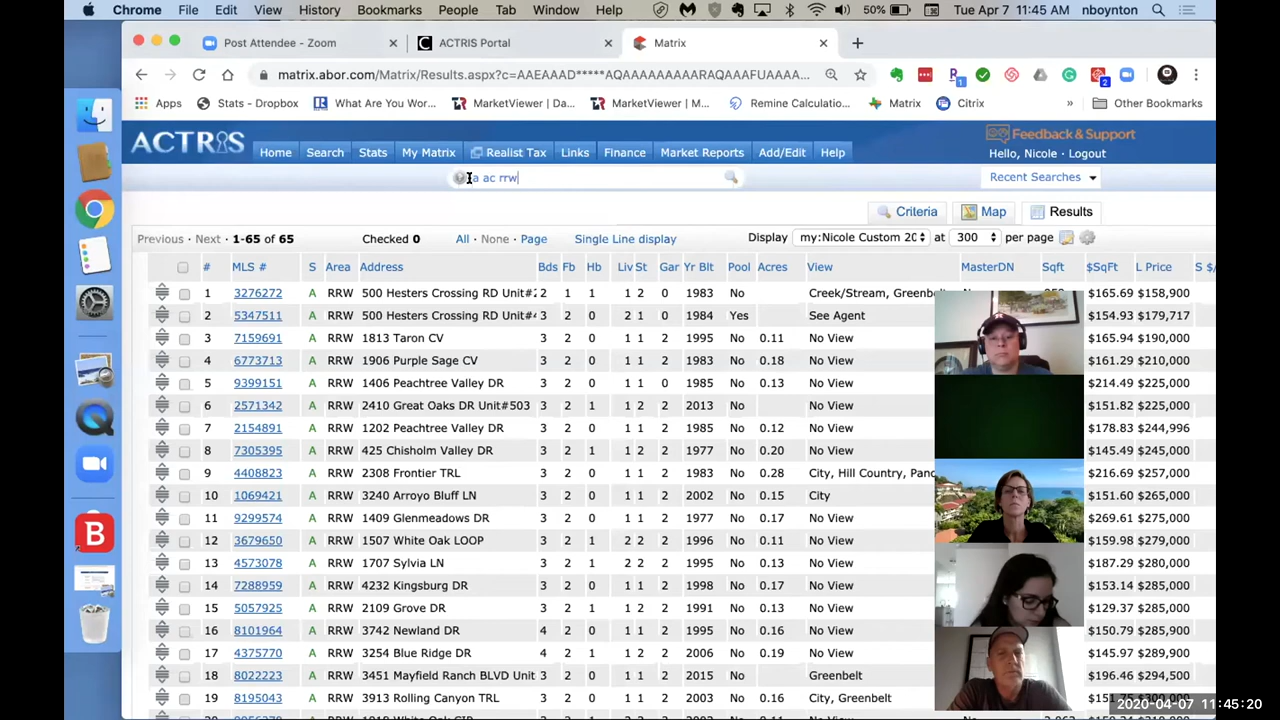 Chrome File Edit View History Bookmarks People Tab Window Help 50% Tue Apr 7 11:45 AM nboynton
Post Attendee - Zoom ACTRIS Portal Matrix
matrix.abor.com/Matrix/Results.aspx?c=AAEAAAD*****AQAAAAAAAAARAQAAAFUAAAA...
Apps Stats - Dropbox What Are You Wor... MarketViewer | Da... MarketViewer | M... Remine Calculatio... Matrix Citrix » Other Bookmarks
ACTRIS
Feedback & Support
Home Search Stats My Matrix Realist Tax Links Finance Market Reports Add/Edit Help
Hello, Nicole · Logout
a ac rrw Recent Searches
Criteria Map Results
Previous · Next · 1-65 of 65 Checked 0 All · None · Page Single Line display Display my:Nicole Custom 20 at 300 per page
# MLS # S Area Address Bds Fb Hb Liv St Gar Yr Blt Pool Acres View MasterDN Sqft $SqFt L Price S $/
1 3275272 A RRW 500 Hesters Crossing RD Unit 2 1 1 1 2 0 1983 No Creek/Stream, Greenbelt $165.69 $158,900
2 5347511 A RRW Hesters Crossing RD Unit 3 2 0 2 1 0 1984 Yes See Agent $154.93 $179,717
3 7159691 A RRW Taron CV 3 2 0 1 1 1995 No 0.11 No View $165.94 $190,000
4 6773713 A RRW 1906 Purple Sage CV 3 2 0 1 1 2 1983 No 0.18 No View $161.29 $210,000
5 9399151 A RRW 1200 Peachtree Valley DR 3 2 0 1 1 2 1985 No 0.13 No View $214.49 $225,000
6 2571342 A RRW 2410 Great Oaks DR Unit#503 3 2 1 1 2 2 2013 No No View $151.82 $234,900
7 2154891 A RRW 1202 Peachtree Valley DR 3 2 0 1 1 2 1985 No 0.12 No View $178.83 $244,996
8 7305395 A RRW 425 Chisholm Valley DR 3 2 1 1 2 2 1977 No 0.20 No View $145.49 $245,000
9 4408823 A RRW 2308 Frontier TRL 3 2 0 1 1 2 1983 No 0.28 City, Hill Country, Pano $216.69 $257,000
10 1069421 A RRW Arroyo Bluff LN 3 2 0 1 1 2 2002 No 0.15 City $151.60 $265,000
11 9299574 A RRW 1409 Glenmeadows DR 3 2 0 1 1 2 1977 No 0.17 No View $269.61 $275,000
12 3679650 A RRW 1507 White Oak LOOP 3 2 1 2 2 2 1996 No 0.11 No View $159.98 $279,000
13 4573078 A RRW 1707 Sylvia LN 3 2 0 2 1995 No 0.13 No View $187.29 $280,000
14 7288959 A RRW 1232 Kingsburg DR 3 2 1 1 2 2 1998 No 0.17 No View $153.14 $285,000
15 5057925 A RRW 2109 Grove DR 4 2 1 2 2 2 1991 No 0.13 No View $129.37 $285,000
16 8101964 A RRW 3742 Newland DR 4 2 0 1 1 2 1995 No 0.16 No View $150.79 $285,000
17 4375770 A RRW 3254 Blue Ridge DR 3 2 0 2 2006 No 0.19 No View $145.97 $289,900
18 8022223 A RRW Mayfield Ranch BLVD Unit 3 2 1 1 2 2 2015 No Greenbelt $196.46 $294,500
19 8195043 A RRW 3913 Rolling Canyon TRL 3 2 0 2 2003 No 0.16 City, Greenbelt
2020-04-07 11:45:20